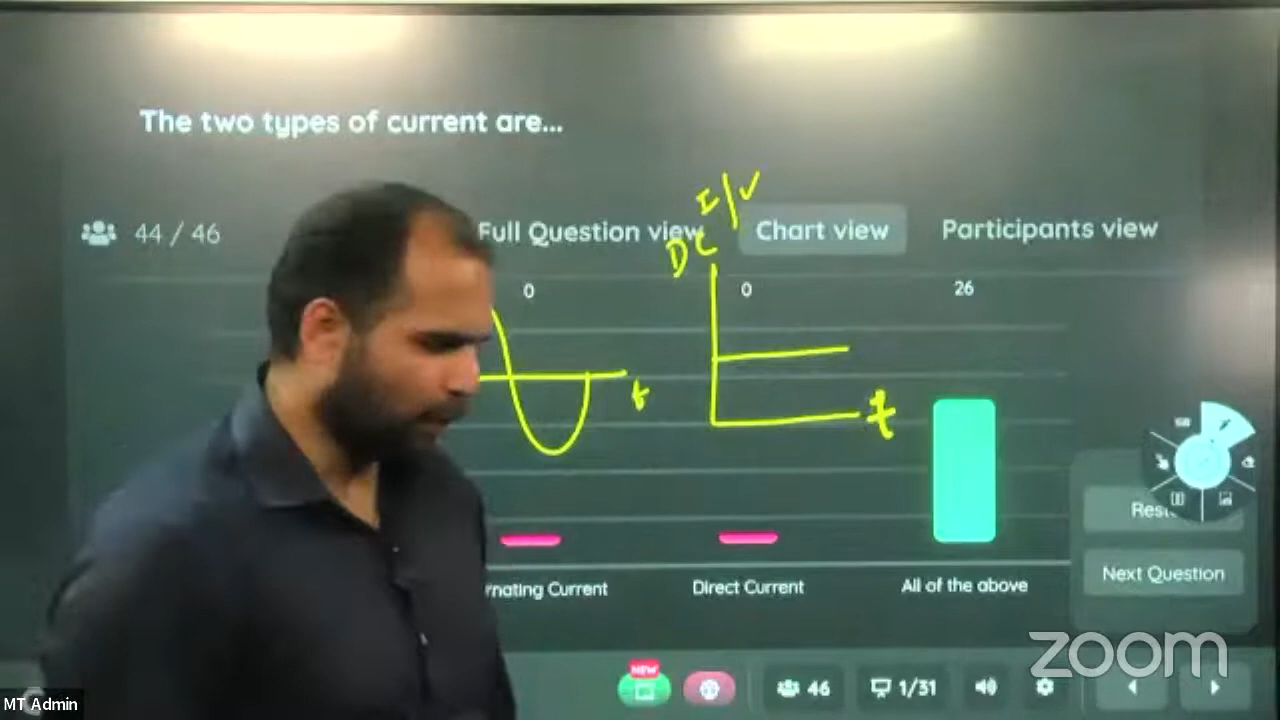 The two types of current are...
I/V
44 / 46
Full Question view
Chart view
Participants view
DC
0
0
26
t
t
rnating Current
Direct Current
All of the above
Next Question
zoom
NEW
46
1/31
MT Admin